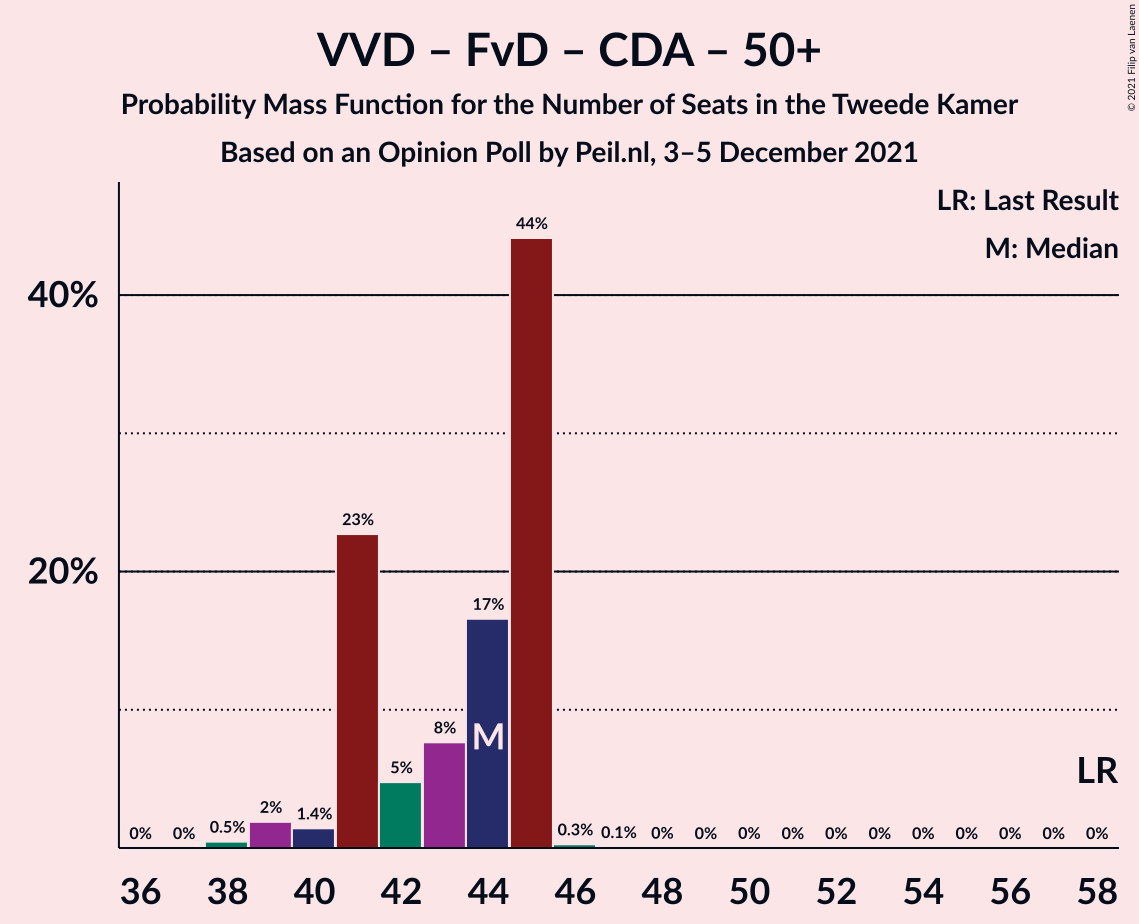 VVD – FvD – CDA – 50+
Probability Mass Function for the Number of Seats in the Tweede Kamer
Based on an Opinion Poll by Peil.nl, 3–5 December 2021
© 2021 Filip van Laenen
LR: Last Result
M: Median
40%
20%
0% 0% 0.5% 2% 1.4% 23% 5% 8% 17% 44% 0.3% 0.1% 0% 0% 0% 0% 0% 0% 0% 0% 0% 0% 0%
M
LR
36 38 40 42 44 46 48 50 52 54 56 58